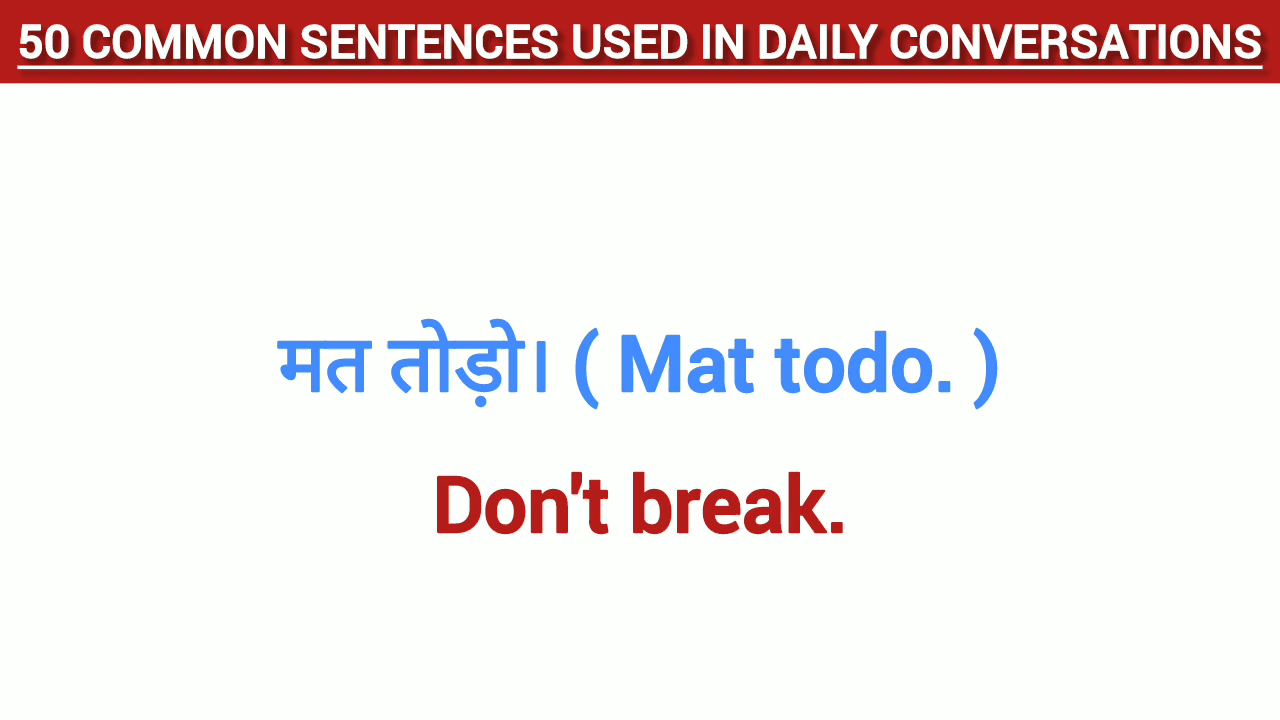 50 COMMON SENTENCES USED IN DAILY CONVERSATIONS
मत तोड़ो। ( Mat todo. )
Don't break.